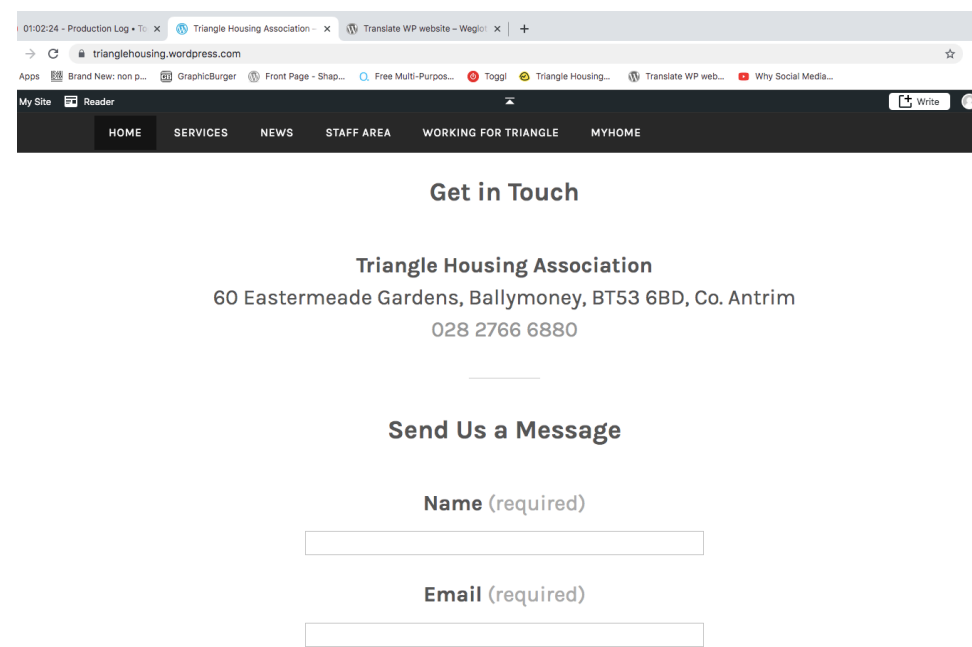 01:02:24 - Production Log • To
Triangle Housing Association –
Translate WP website – Weglot
trianglehousing.wordpress.com
Apps Brand New: non p... GraphicBurger Front Page - Shap... Free Multi-Purpos... Toggl Triangle Housing... Translate WP web... Why Social Media...
My Site Reader Write
HOME SERVICES NEWS STAFF AREA WORKING FOR TRIANGLE MYHOME
Get in Touch
Triangle Housing Association
60 Eastermeade Gardens, Ballymoney, BT53 6BD, Co. Antrim
028 2766 6880
Send Us a Message
Name (required)
Email (required)